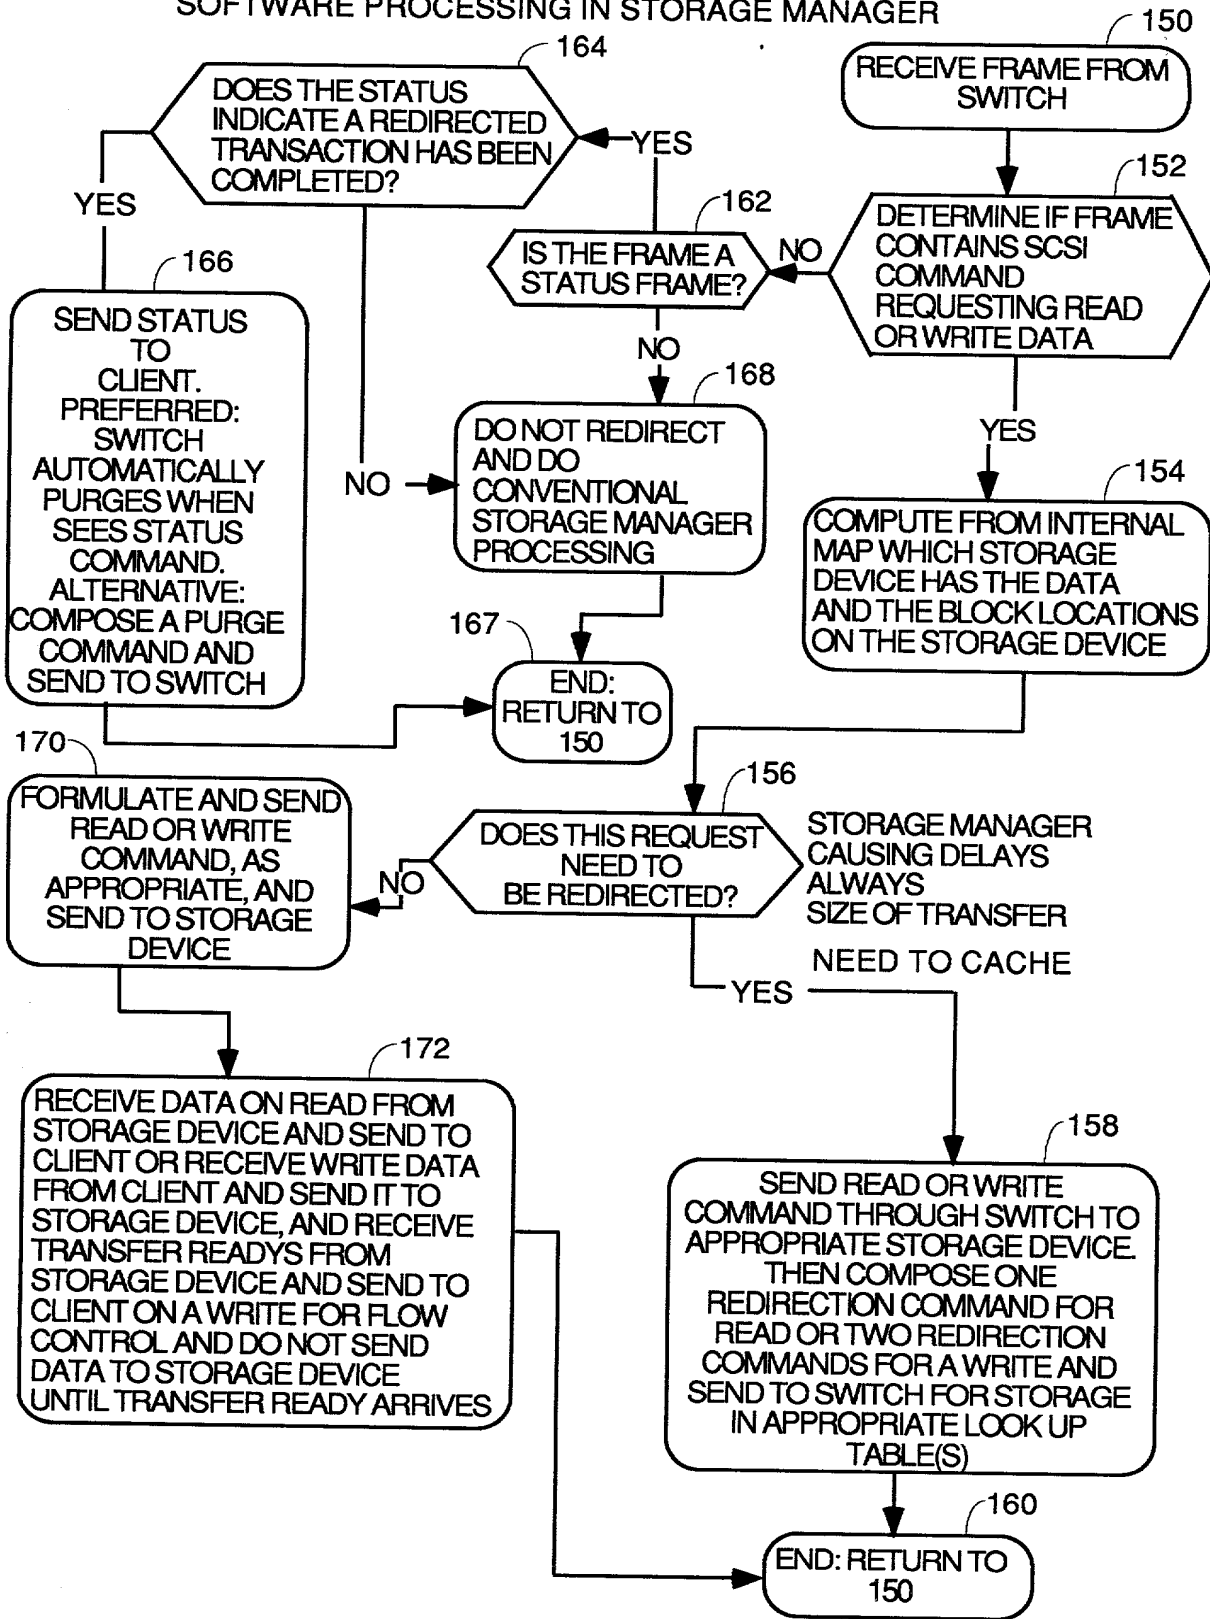 SOFTWARE PROCESSING IN STORAGE MANAGER
150
RECEIVE FRAME FROM
SWITCH
152
DETERMINE IF FRAME
CONTAINS SCSI
COMMAND
REQUESTING READ
OR WRITE DATA
NO
162
IS THE FRAME A
STATUS FRAME?
YES
164
DOES THE STATUS
INDICATE A REDIRECTED
TRANSACTION HAS BEEN
COMPLETED?
YES
166
SEND STATUS
TO
CLIENT.
PREFERRED:
SWITCH
AUTOMATICALLY
PURGES WHEN
SEES STATUS
COMMAND.
ALTERNATIVE:
COMPOSE A PURGE
COMMAND AND
SEND TO SWITCH
NO
NO
168
DO NOT REDIRECT
AND DO
CONVENTIONAL
STORAGE MANAGER
PROCESSING
167
END:
RETURN TO
150
YES
154
COMPUTE FROM INTERNAL
MAP WHICH STORAGE
DEVICE HAS THE DATA
AND THE BLOCK LOCATIONS
ON THE STORAGE DEVICE
156
DOES THIS REQUEST
NEED TO
BE REDIRECTED?
STORAGE MANAGER
CAUSING DELAYS
ALWAYS
SIZE OF TRANSFER
NEED TO CACHE
NO
170
FORMULATE AND SEND
READ OR WRITE
COMMAND, AS
APPROPRIATE, AND
SEND TO STORAGE
DEVICE
YES
172
RECEIVE DATA ON READ FROM
STORAGE DEVICE AND SEND TO
CLIENT OR RECEIVE WRITE DATA
FROM CLIENT AND SEND IT TO
STORAGE DEVICE, AND RECEIVE
TRANSFER READYS FROM
STORAGE DEVICE AND SEND TO
CLIENT ON A WRITE FOR FLOW
CONTROL AND DO NOT SEND
DATA TO STORAGE DEVICE
UNTIL TRANSFER READY ARRIVES
158
SEND READ OR WRITE
COMMAND THROUGH SWITCH TO
APPROPRIATE STORAGE DEVICE.
THEN COMPOSE ONE
REDIRECTION COMMAND FOR
READ OR TWO REDIRECTION
COMMANDS FOR A WRITE AND
SEND TO SWITCH FOR STORAGE
IN APPROPRIATE LOOK UP
TABLE(S)
160
END: RETURN TO
150